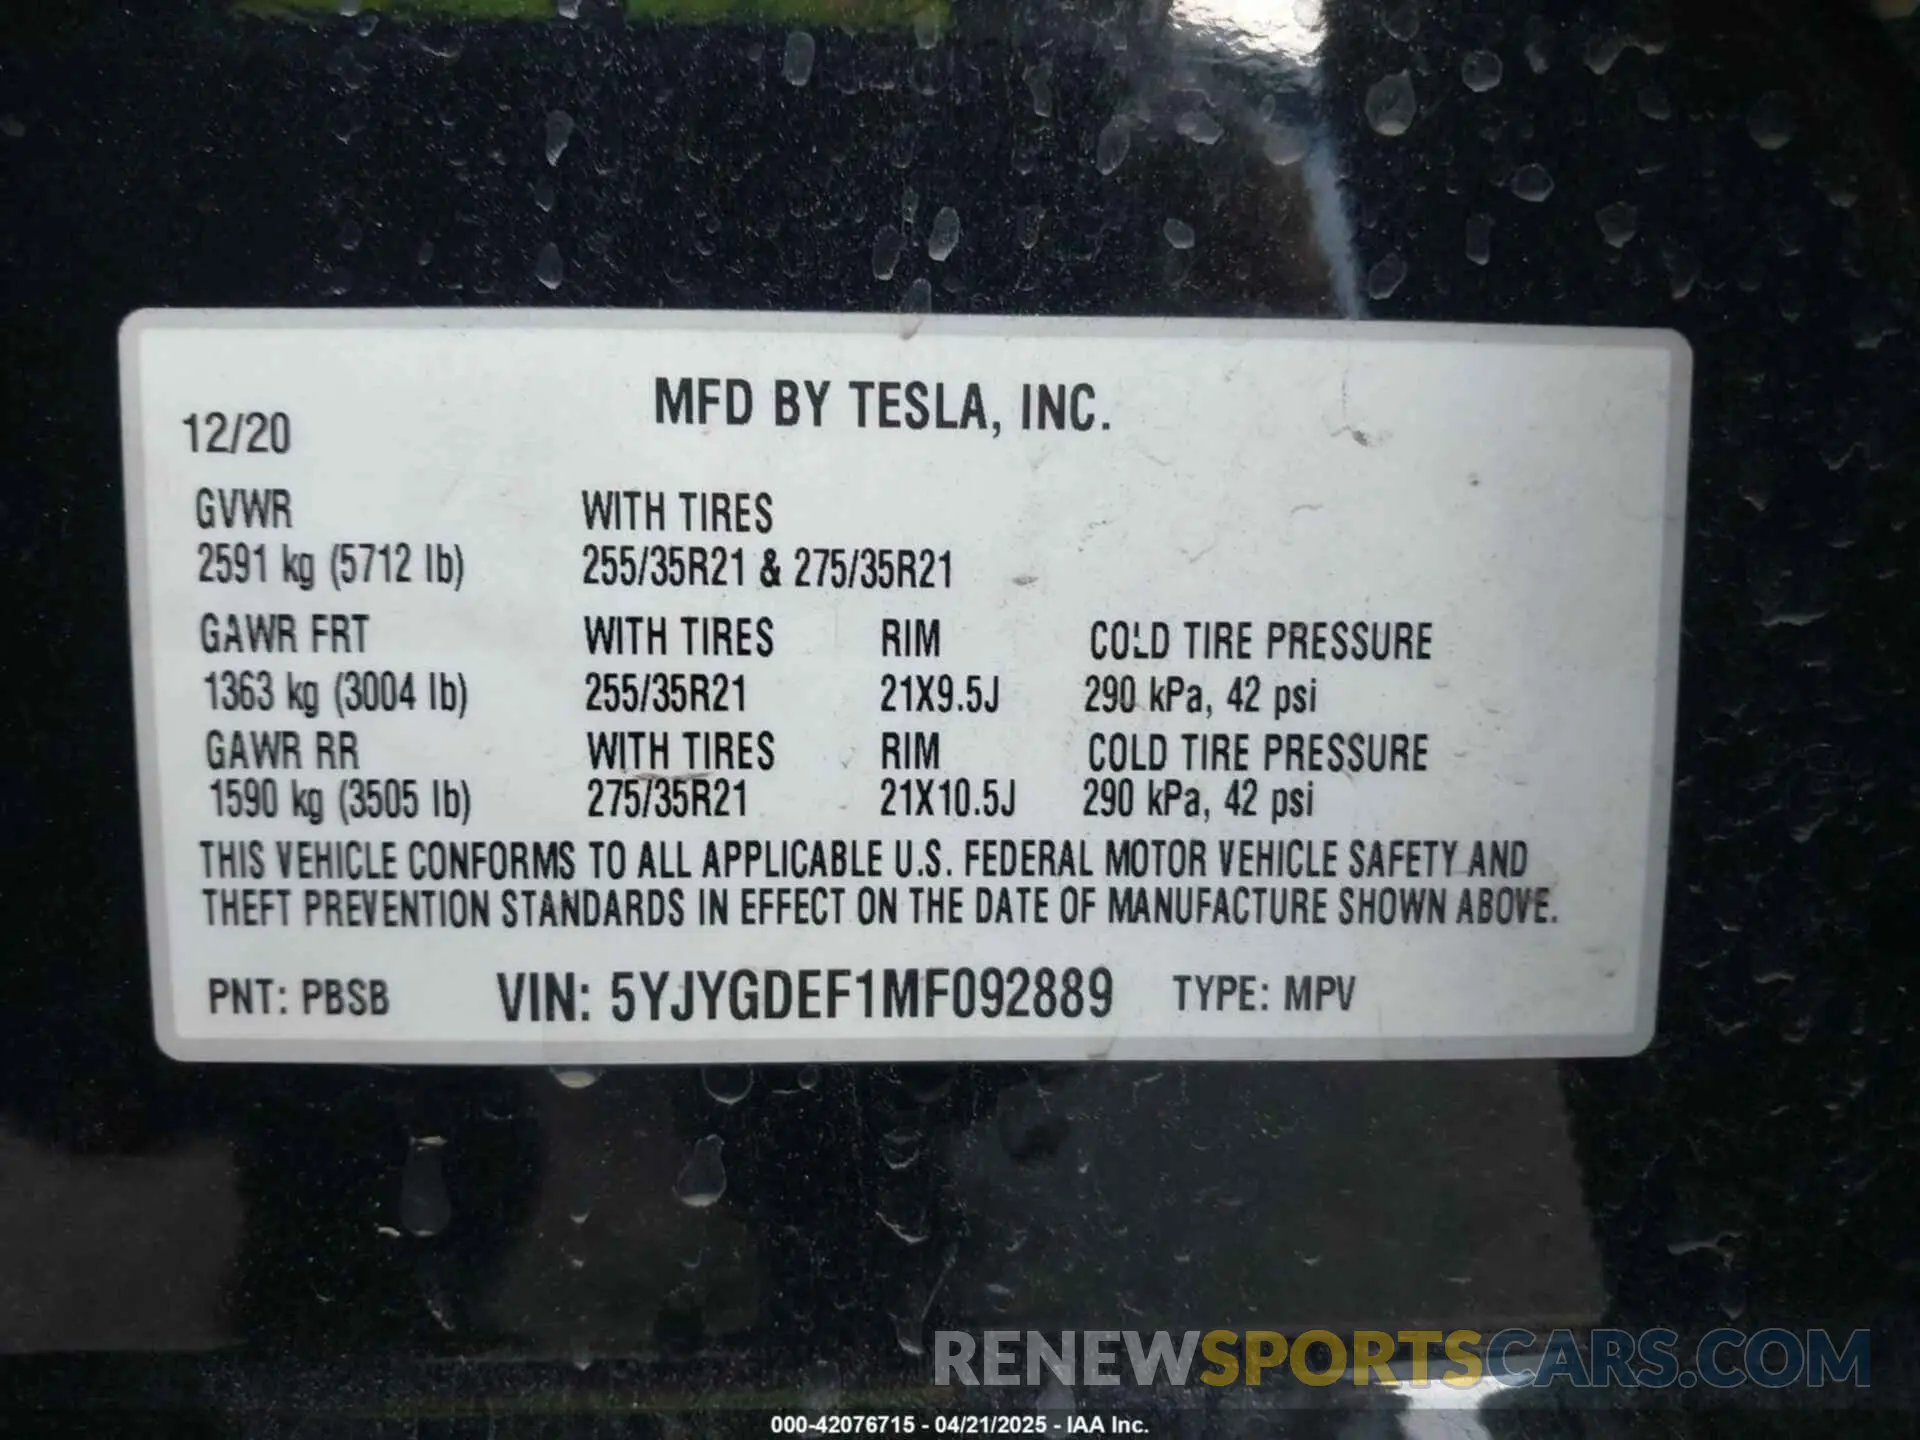 MFD BY TESLA, INC.
12/20
GVWR WITH TIRES
2591 kg (5712 lb) 255/35R21 & 275/35R21
GAWR FRT WITH TIRES RIM COLD TIRE PRESSURE
1363 kg (3004 lb) 255/35R21 21X9.5J 290 kPa, 42 psi
GAWR RR WITH TIRES RIM COLD TIRE PRESSURE
1590 kg (3505 lb) 275/35R21 21X10.5J 290 kPa, 42 psi
THIS VEHICLE CONFORMS TO ALL APPLICABLE U.S. FEDERAL MOTOR VEHICLE SAFETY AND
THEFT PREVENTION STANDARDS IN EFFECT ON THE DATE OF MANUFACTURE SHOWN ABOVE.
PNT: PBSB VIN: 5YJYGDEF1MF092889 TYPE: MPV
RENEWSPORTSCARS.COM
000-42076715 - 04/21/2025 - IAA Inc.